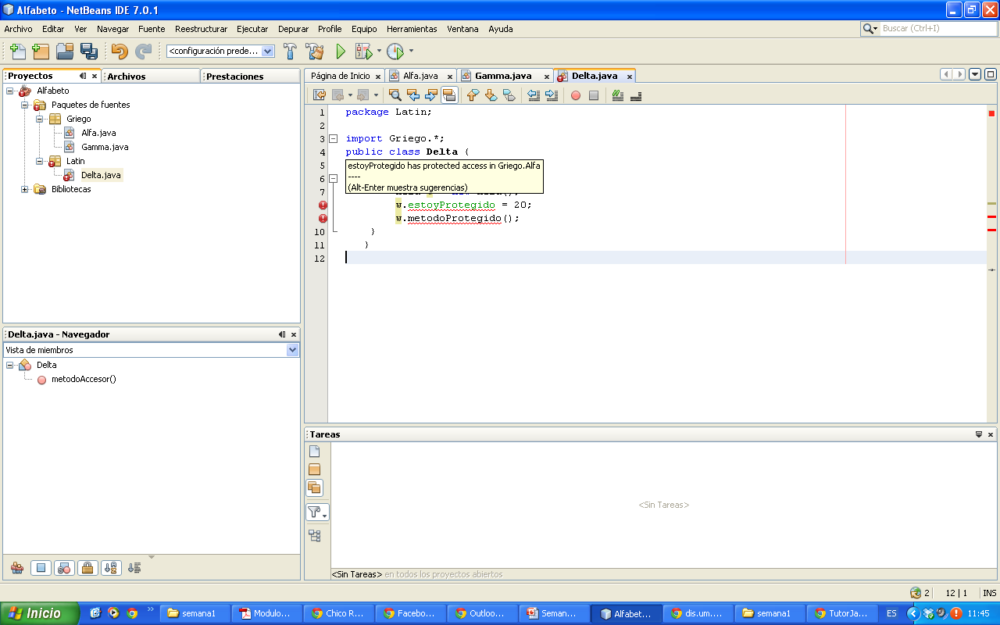 Alfabeto - NetBeans IDE 7.0.1
Archivo Editar Ver Navegar Fuente Reestructurar Ejecutar Depurar Profile Equipo Herramientas Ventana Ayuda
Buscar (Ctrl+I)
<configuración prede...
Proyectos
Archivos
Prestaciones
Alfabeto
Paquetes de fuentes
Griego
Alfa.java
Gamma.java
Latin
Delta.java
Bibliotecas
Delta.java - Navegador
Vista de miembros
Delta
metodoAccesor()
Página de Inicio
Alfa.java
Gamma.java
Delta.java
1 package Latin;
2
3 import Griego.*;
4 public class Delta {
5
estoyProtegido has protected access in Griego.Alfa
----
(Alt-Enter muestra sugerencias)
6
7
w.estoyProtegido = 20;
w.metodoProtegido();
10 }
11 }
12
Tareas
<Sin Tareas>
<Sin Tareas> en todos los proyectos abiertos
2 12 | 1 INS
Inicio
semana1
Modulo...
Chico R...
Facebo...
Outloo...
Seman...
Alfabet...
dis.um....
semana1
TutorJa...
ES
11:45